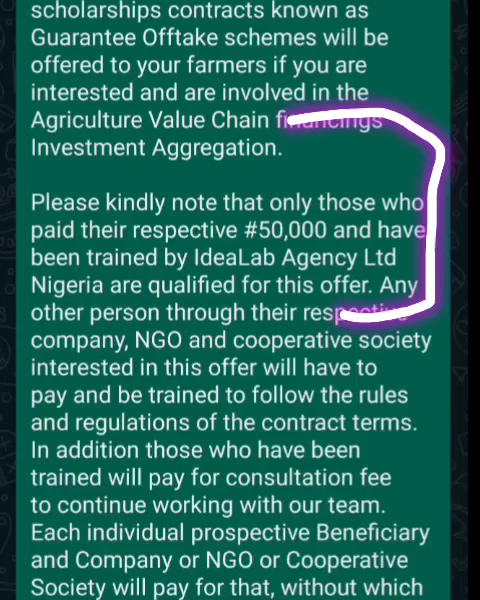 scholarships contracts known as
Guarantee Offtake schemes will be
offered to your farmers if you are
interested and are involved in the
Agriculture Value Chain financings
Investment Aggregation.
Please kindly note that only those who
paid their respective #50,000 and have
been trained by IdeaLab Agency Ltd
Nigeria are qualified for this offer. Any
other person through their respective
company, NGO and cooperative society
interested in this offer will have to
pay and be trained to follow the rules
and regulations of the contract terms.
In addition those who have been
trained will pay for consultation fee
to continue working with our team.
Each individual prospective Beneficiary
and Company or NGO or Cooperative
Society will pay for that, without which